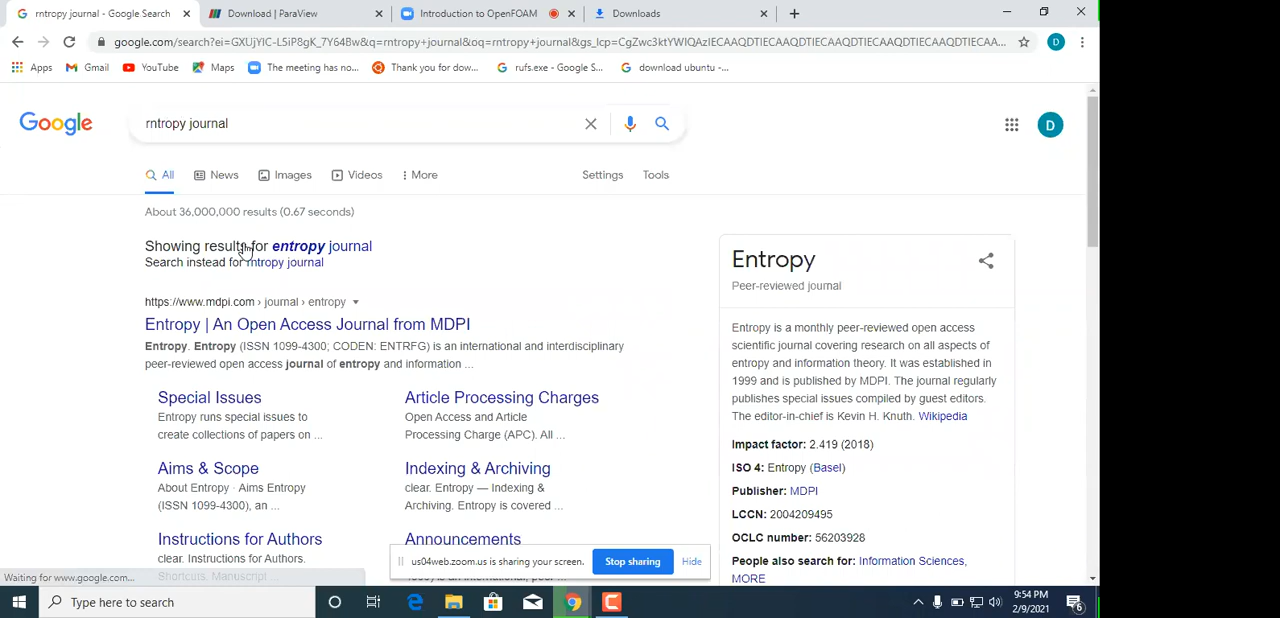 rntropy journal - Google Search
Download | ParaView
Introduction to OpenFOAM
Downloads
google.com/search?ei=GXUjYIC-L5iP8gK_7Y64Bw&q=rntropy+journal&oq=rntropy+journal&gs_lcp=CgZwc3ktYWIQAzIECAAQDTIECAAQDTIECAAQDTIECAAQDTIECAAQDTIECAAQDTIECAAQDTIECAA...
Apps
Gmail
YouTube
Maps
The meeting has no...
Thank you for dow...
rufs.exe - Google S...
download ubuntu -...
D
Google
rntropy journal
D
All
News
Images
Videos
More
Settings
Tools
About 36,000,000 results (0.67 seconds)
Showing results for entropy journal
Search instead for rntropy journal
https://www.mdpi.com › journal › entropy
Entropy | An Open Access Journal from MDPI
Entropy. Entropy (ISSN 1099-4300; CODEN: ENTRFG) is an international and interdisciplinary
peer-reviewed open access journal of entropy and information ...
Special Issues
Entropy runs special issues to
create collections of papers on ...
Article Processing Charges
Open Access and Article
Processing Charge (APC). All ...
Aims & Scope
About Entropy · Aims Entropy
(ISSN 1099-4300), an ...
Indexing & Archiving
clear. Entropy — Indexing &
Archiving. Entropy is covered ...
Instructions for Authors
clear. Instructions for Authors.
Shortcuts, Manuscript ...
Announcements
Entropy
Peer-reviewed journal
Entropy is a monthly peer-reviewed open access
scientific journal covering research on all aspects of
entropy and information theory. It was established in
1999 and is published by MDPI. The journal regularly
publishes special issues compiled by guest editors.
The editor-in-chief is Kevin H. Knuth. Wikipedia
Impact factor: 2.419 (2018)
ISO 4: Entropy (Basel)
Publisher: MDPI
LCCN: 2004209495
OCLC number: 56203928
People also search for: Information Sciences,
MORE
us04web.zoom.us is sharing your screen.
Stop sharing
Hide
Waiting for www.google.com...
Type here to search
9:54 PM
2/9/2021
6